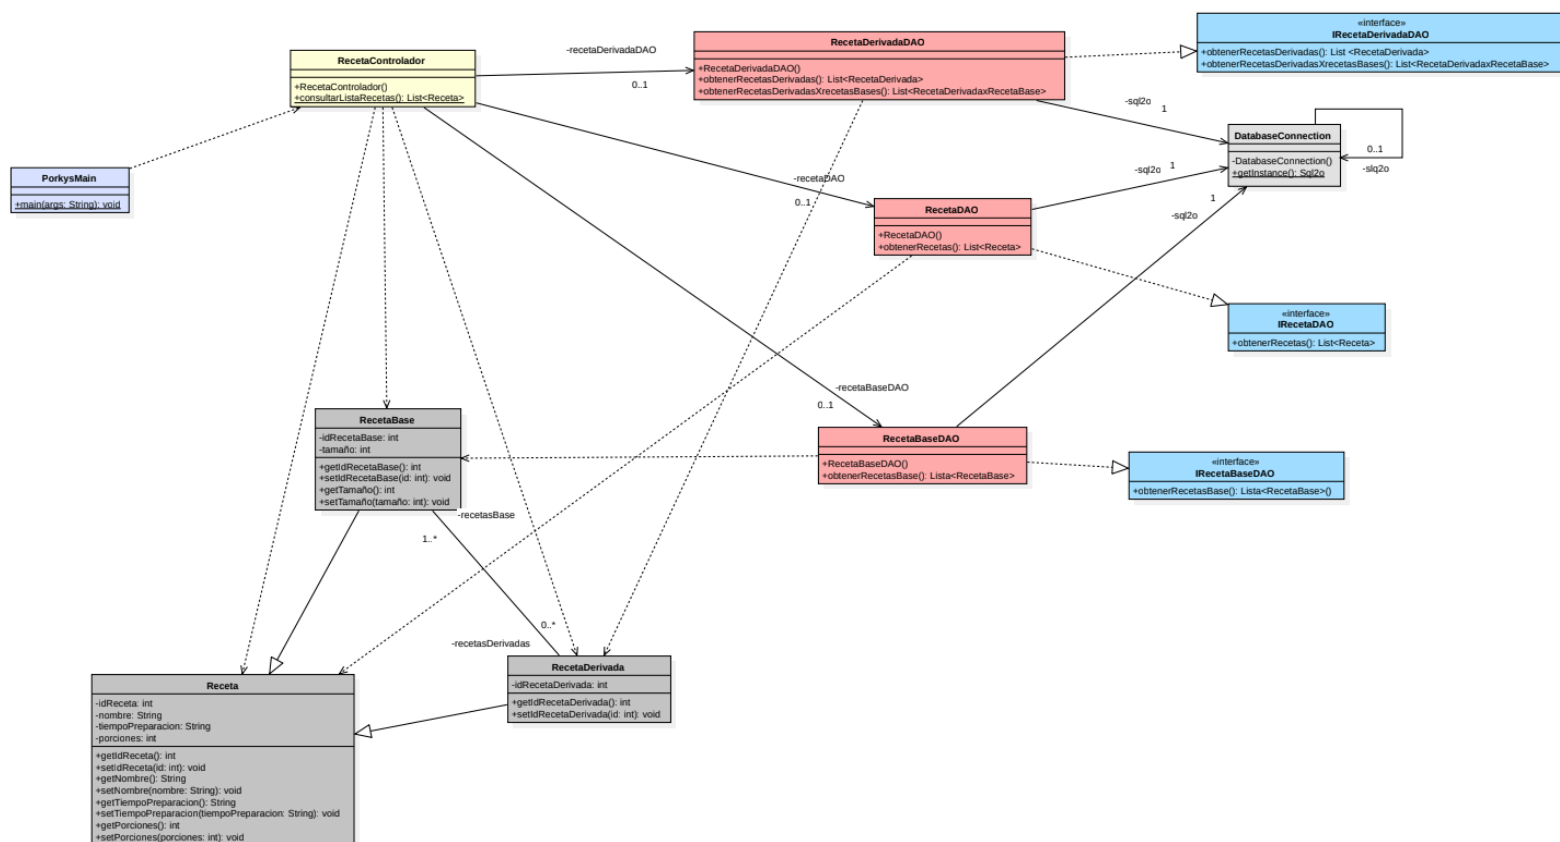 «interface»
IRecetaDerivadaDAO
+obtenerRecetasDerivadas(): List <RecetaDerivada>
+obtenerRecetasDerivadasXrecetasBases(): List<RecetaDerivadaxRecetaBase>
RecetaDerivadaDAO
+RecetaDerivadaDAO()
+obtenerRecetasDerivadas(): List<RecetaDerivada>
+obtenerRecetasDerivadasXrecetasBases(): List<RecetaDerivadaxRecetaBase>
-recetaDerivadaDAO
0..1
RecetaControlador
+RecetaControlador()
+consultarListaRecetas(): List<Receta>
-sql2o
1
DatabaseConnection
-DatabaseConnection()
+getInstance(): Sql2o
0..1
-slq2o
PorkysMain
+main(args: String): void
-recetaDAO
0..1
-sql2o
1
RecetaDAO
+RecetaDAO()
+obtenerRecetas(): List<Receta>
1
-sql2o
«interface»
IRecetaDAO
+obtenerRecetas(): List<Receta>
-recetaBaseDAO
0..1
RecetaBase
-idRecetaBase: int
-tamaño: int
+getIdRecetaBase(): int
+setIdRecetaBase(id: int): void
+getTamaño(): int
+setTamaño(tamaño: int): void
RecetaBaseDAO
+RecetaBaseDAO()
+obtenerRecetasBase(): Lista<RecetaBase>
«interface»
IRecetaBaseDAO
+obtenerRecetasBase(): Lista<RecetaBase>()
-recetasBase
1..*
0..*
-recetasDerivadas
RecetaDerivada
-idRecetaDerivada: int
+getIdRecetaDerivada(): int
+setIdRecetaDerivada(id: int): void
Receta
-idReceta: int
-nombre: String
-tiempoPreparacion: String
-porciones: int
+getIdReceta(): int
+setIdReceta(id: int): void
+getNombre(): String
+setNombre(nombre: String): void
+getTiempoPreparacion(): String
+setTiempoPreparacion(tiempoPreparacion: String): void
+getPorciones(): int
+setPorciones(porciones: int): void